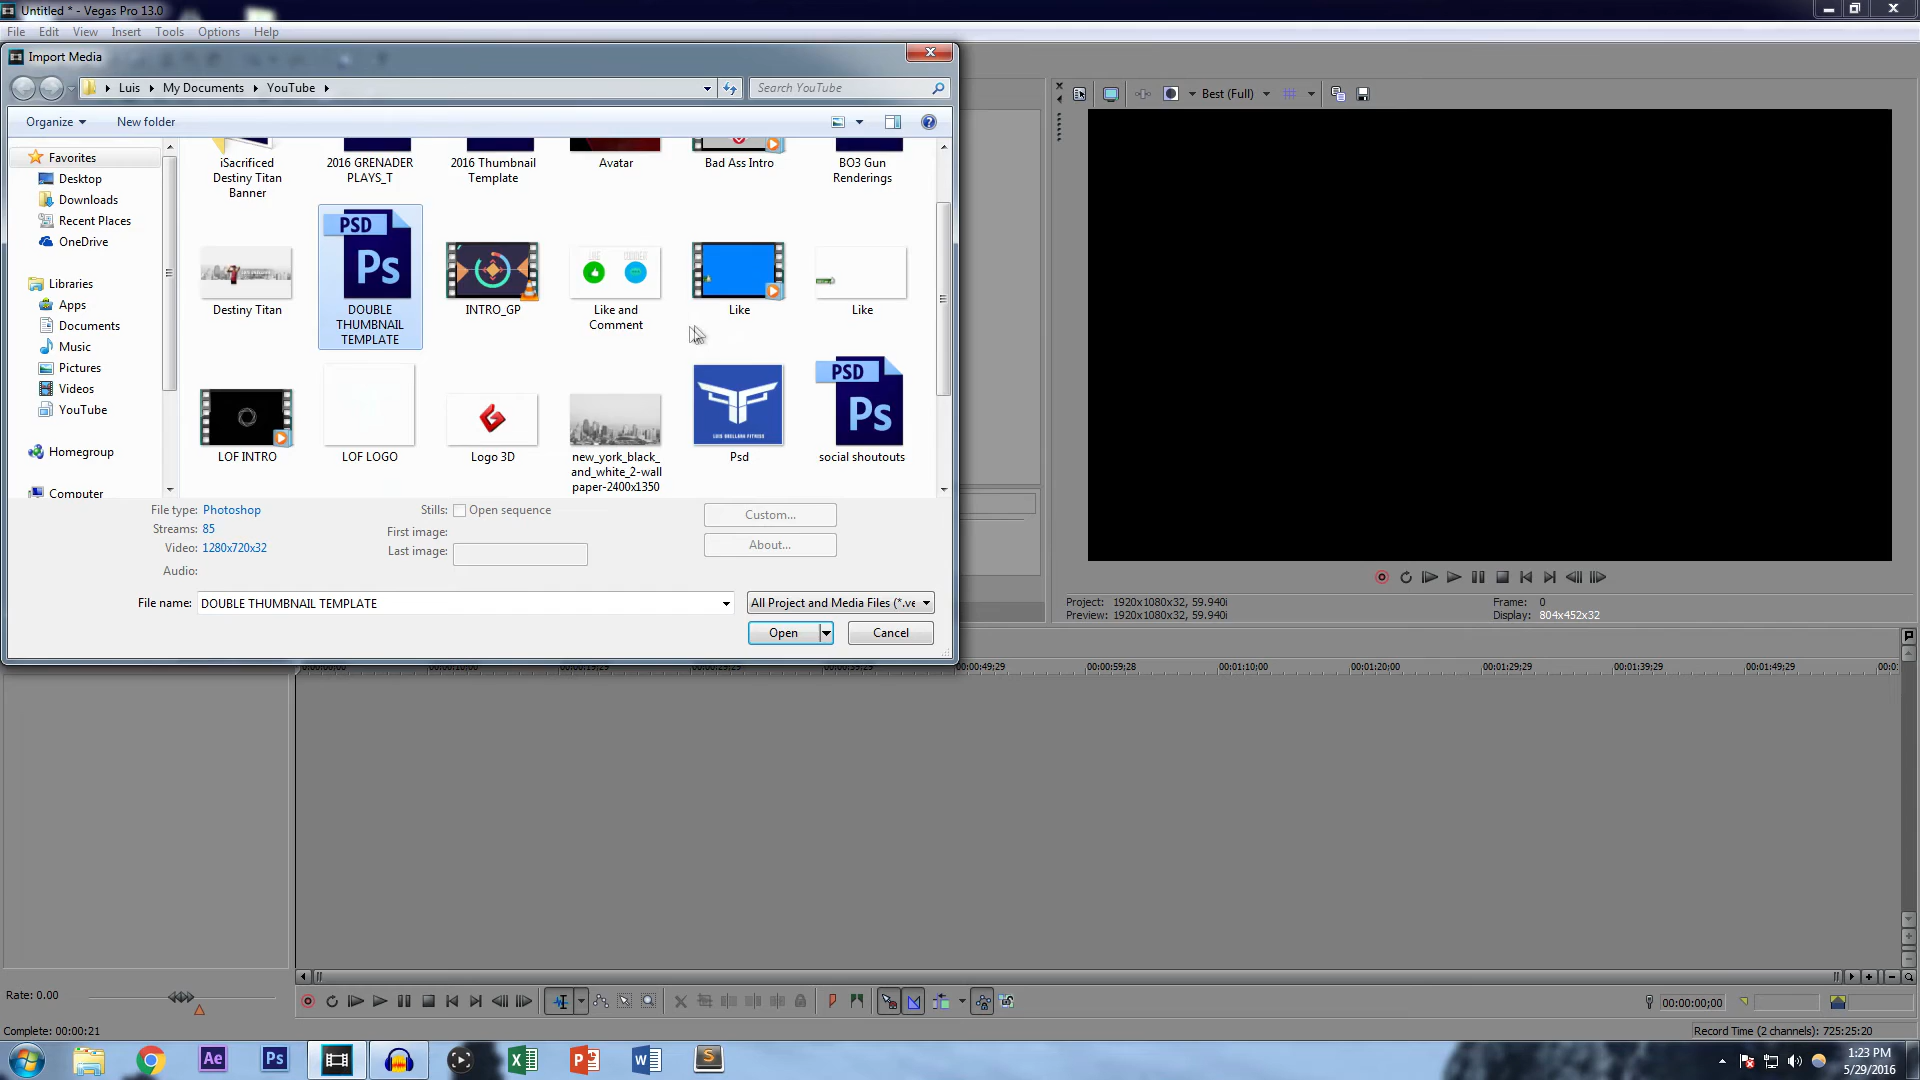 Untitled * - Vegas Pro 13.0
File Edit View Insert Tools Options Help
Import Media
Luis My Documents YouTube
Search YouTube
Organize New folder
Favorites
Desktop
Downloads
Recent Places
OneDrive
Libraries
Apps
Documents
Music
Pictures
Videos
YouTube
Homegroup
Computer
iSacrificed
Destiny Titan
Banner
2016 GRENADER
PLAYS_T
2016 Thumbnail
Template
Avatar
Bad Ass Intro
BO3 Gun
Renderings
Destiny Titan
PSD
Ps
DOUBLE
THUMBNAIL
TEMPLATE
INTRO_GP
Like and
Comment
Like
Like
LOF INTRO
LOF LOGO
Logo 3D
new_york_black_
and_white_2-wall
paper-2400x1350
LUIS ORELLANA FITNESS
Psd
PSD
Ps
social shoutouts
File type: Photoshop
Streams: 85
Video: 1280x720x32
Audio:
Stills: Open sequence
First image:
Last image:
Custom...
About...
File name: DOUBLE THUMBNAIL TEMPLATE
All Project and Media Files (*.ve
Open Cancel
Best (Full)
Project: 1920x1080x32, 59.940i
Preview: 1920x1080x32, 59.940i
Frame: 0
Display: 804x452x32
00:00:49;29 00:00:59;28 00:01:10;00 00:01:20;00 00:01:29;29 00:01:39;29 00:01:49;29 00:0
Rate: 0.00
00:00:00;00
Complete: 00:00:21
Record Time (2 channels): 725:25:20
Ae Ps
1:23 PM
5/29/2016